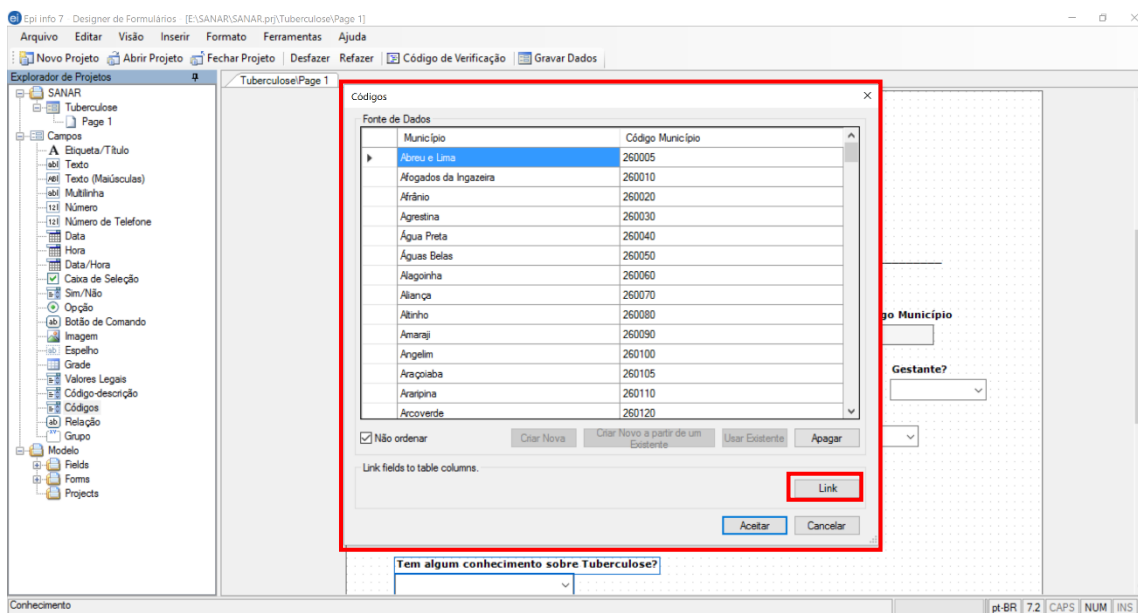 Epi info 7 Designer de Formulários [E:\SANAR\SANAR.prj\Tuberculose\Page 1]
Arquivo Editar Visão Inserir Formato Ferramentas Ajuda
Novo Projeto Abrir Projeto Fechar Projeto Desfazer Refazer Código de Verificação Gravar Dados
Explorador de Projetos
SANAR
Tuberculose
Page 1
Campos
A Etiqueta/Título
abl Texto
ABl Texto (Maiúsculas)
abl Multilinha
12l Número
12l Número de Telefone
Data
Hora
Data/Hora
Caixa de Seleção
Sim/Não
Opção
ab Botão de Comando
Imagem
ab Espelho
Grade
Valores Legais
Código-descrição
Códigos
ab Relação
Grupo
Modelo
Fields
Forms
Projects
Tuberculose\Page 1
Códigos
Fonte de Dados
Município Código Município
Abreu e Lima 260005
Afogados da Ingazeira 260010
Afrânio 260020
Agrestina 260030
Água Preta 260040
Águas Belas 260050
Alagoinha 260060
Aliança 260070
Altinho 260080
Amaraji 260090
Angelim 260100
Araçoiaba 260105
Araripina 260110
Arcoverde 260120
Não ordenar Criar Nova Criar Novo a partir de um Existente Usar Existente Apagar
Link fields to table columns.
Link
Aceitar Cancelar
go Município
Gestante?
Tem algum conhecimento sobre Tuberculose?
Conhecimento pt-BR 7.2 CAPS NUM INS